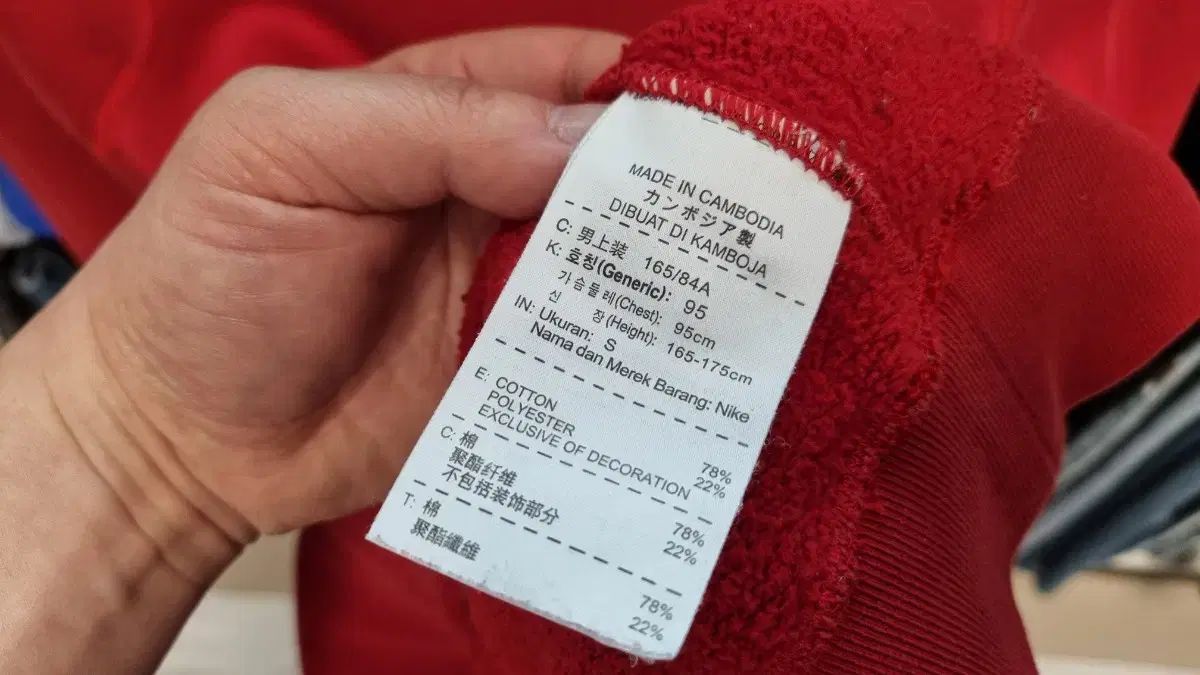 MADE IN CAMBODIA
カンボジア製
DIBUAT DI KAMBOJA
C: 男上装 165/84A
K: 호칭(Generic): 95
가슴둘레(Chest): 95cm
신 장(Height): 165-175cm
IN: Ukuran: S
Nama dan Merek Barang: Nike
E: COTTON 78%
POLYESTER 22%
EXCLUSIVE OF DECORATION
C: 棉 78%
聚酯纤维 22%
不包括装饰部分
T: 棉 78%
聚酯纖維 22%